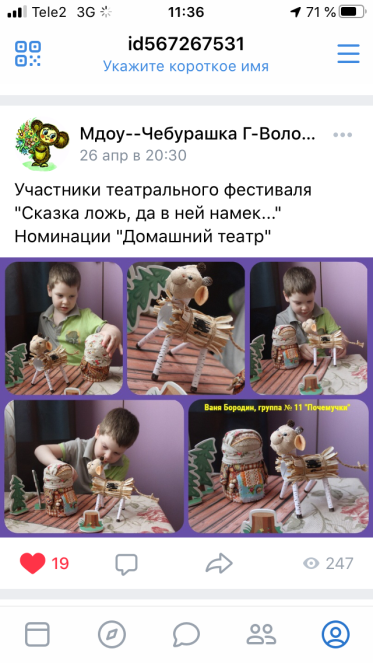 Tele2 3G 11:36 71 %
id567267531
Укажите короткое имя
Мдоу--Чебурашка Г-Воло...
26 апр в 20:30
Участники театрального фестиваля
"Сказка ложь, да в ней намек..."
Номинации "Домашний театр"
Ваня Бородин, группа № 11 "Почемучки"
19 247